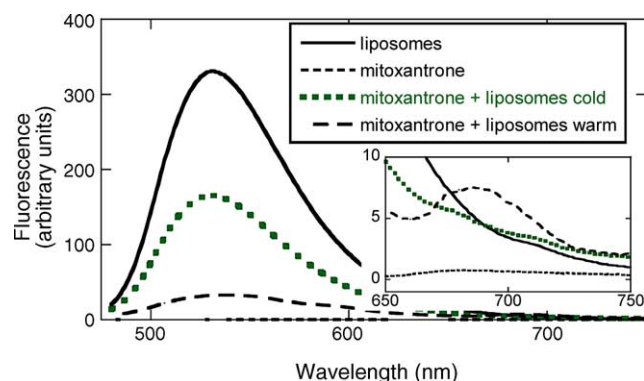 400
300
200
100
0
Fluorescence
(arbitrary units)
liposomes
mitoxantrone
mitoxantrone + liposomes cold
mitoxantrone + liposomes warm
10
5
0
650 700 750
500 600 700
Wavelength (nm)